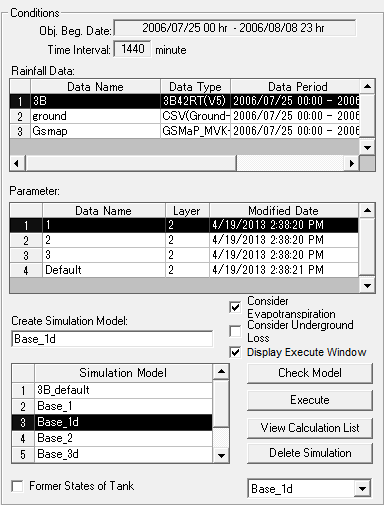 Conditions
Obj. Beg. Date: 2006/07/25 00 hr - 2006/08/08 23 hr
Time Interval: 1440 minute
Rainfall Data:
Data Name Data Type Data Period
1 3B 3B42RT(V5) 2006/07/25 00:00 - 2006
2 ground CSV(Ground- 2006/07/25 00:00 - 2006
3 Gsmap GSMaP_MVK- 2006/07/25 00:00 - 2006
Parameter:
Data Name Layer Modified Date
1 1 2 4/19/2013 2:38:20 PM
2 2 2 4/19/2013 2:38:20 PM
3 3 2 4/19/2013 2:38:20 PM
4 Default 2 4/19/2013 2:38:21 PM
Consider
Evapotranspiration
Consider Underground
Loss
Display Execute Window
Create Simulation Model:
Base_1d
Simulation Model
1 3B_default
2 Base_1
3 Base_1d
4 Base_2
5 Base_3d
Check Model
Execute
View Calculation List
Delete Simulation
Former States of Tank
Base_1d